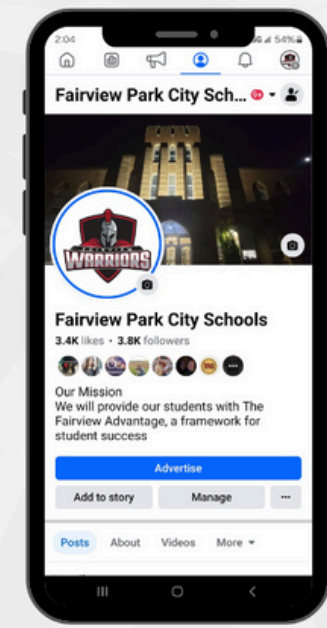 2:04
5G 54%
Fairview Park City Sch... 9+
WARRIORS
Fairview Park City Schools
3.4K likes • 3.8K followers
Our Mission
We will provide our students with The
Fairview Advantage, a framework for
student success
Advertise
Add to story Manage ...
Posts About Videos More